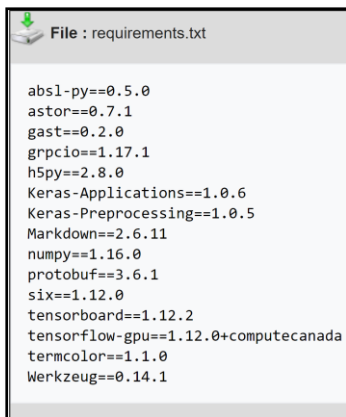 File : requirements.txt
absl-py==0.5.0
astor==0.7.1
gast==0.2.0
grpcio==1.17.1
h5py==2.8.0
Keras-Applications==1.0.6
Keras-Preprocessing==1.0.5
Markdown==2.6.11
numpy==1.16.0
protobuf==3.6.1
six==1.12.0
tensorboard==1.12.2
tensorflow-gpu==1.12.0+computecanada
termcolor==1.1.0
Werkzeug==0.14.1